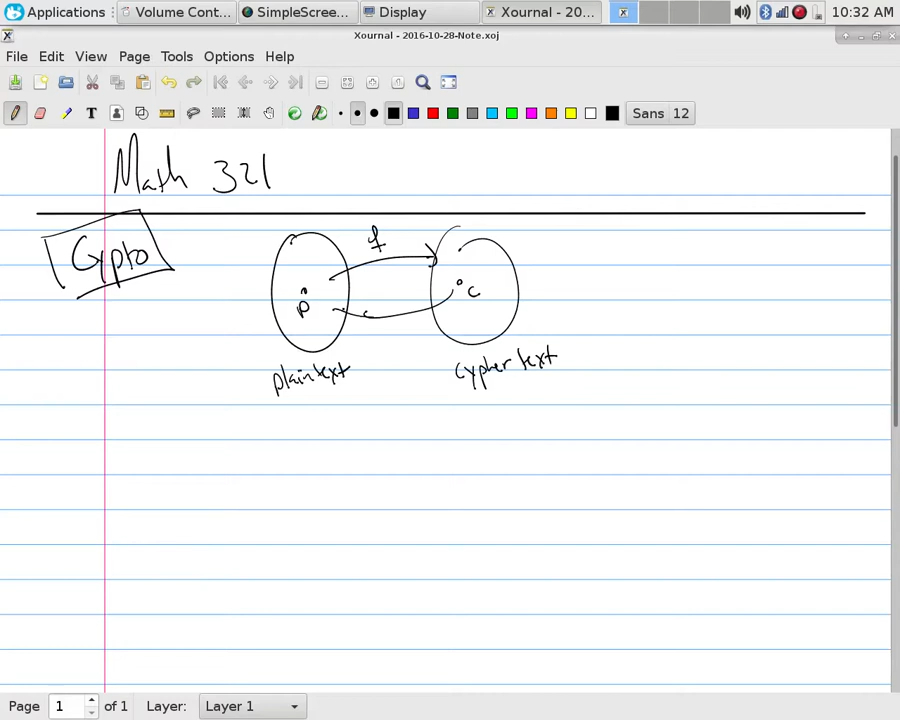 Applications Volume Cont... SimpleScree... Display Xournal - 20... 10:32 AM
Xournal - 2016-10-28-Note.xoj
File Edit View Page Tools Options Help
T Sans 12
Math 321
Crypto
f
p
c
plaintext
cypher text
Page 1 of 1 Layer: Layer 1